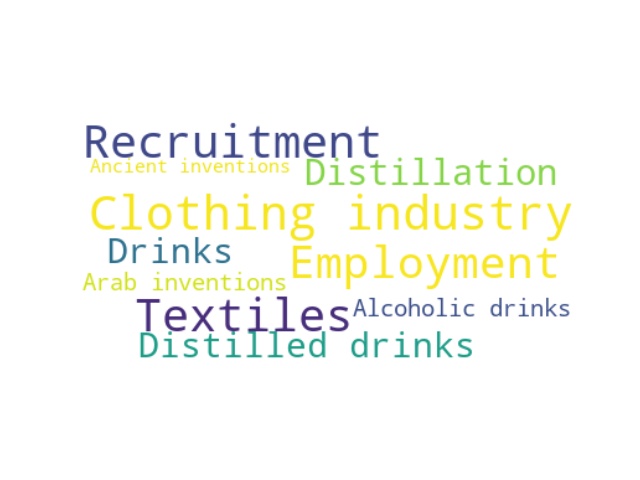 Recruitment
Ancient inventions
Distillation
Clothing industry
Drinks
Employment
Arab inventions
Textiles
Alcoholic drinks
Distilled drinks